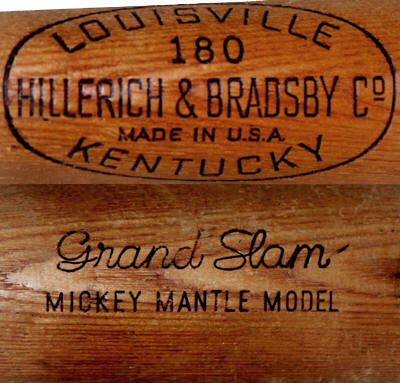 LOUISVILLE
180
HILLERICH & BRADSBY Cº
MADE IN U.S.A.
KENTUCKY
Grand Slam
MICKEY MANTLE MODEL